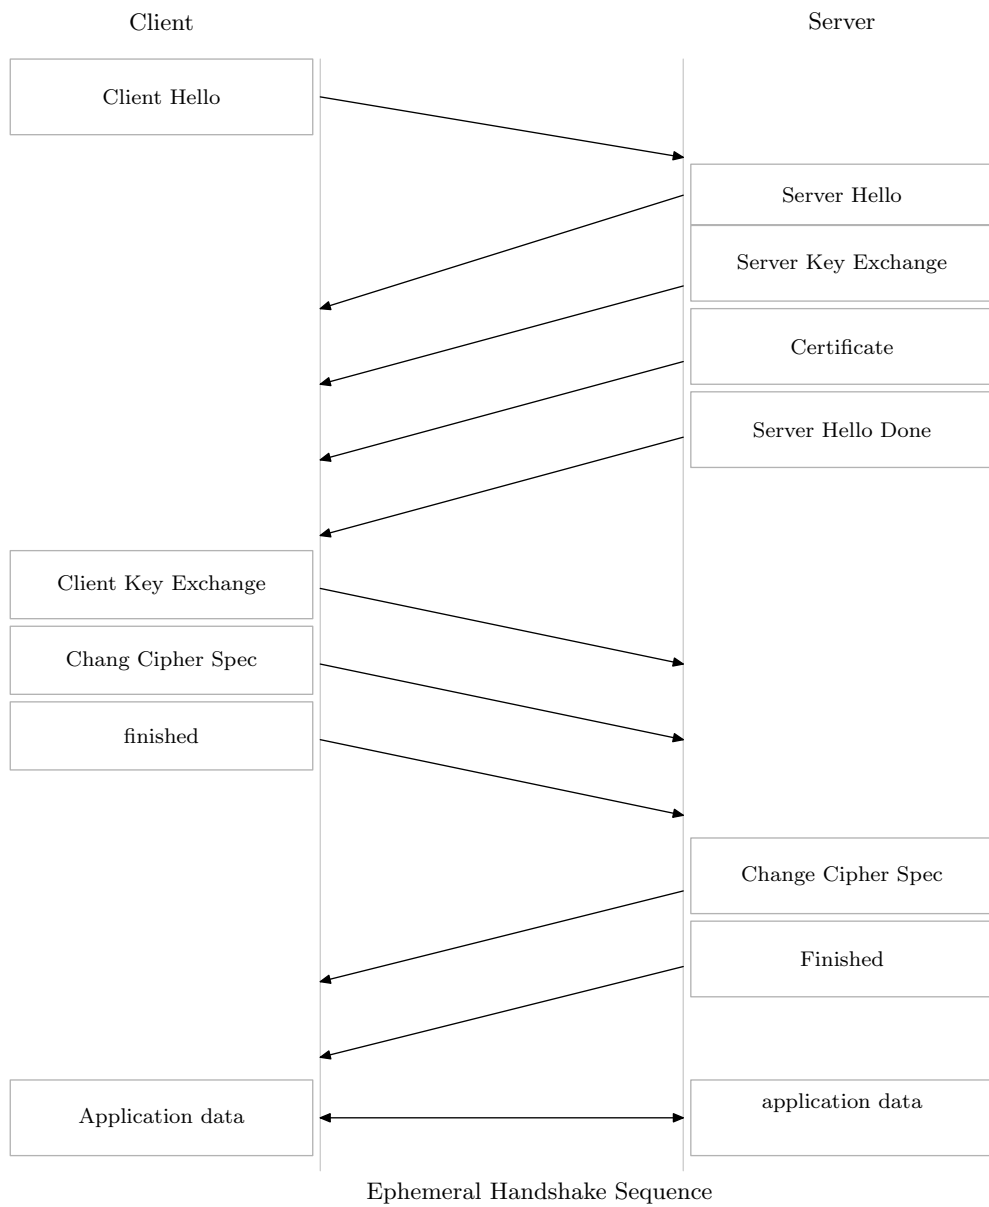 Client
Server
Client Hello
Server Hello
Server Key Exchange
Certificate
Server Hello Done
Client Key Exchange
Chang Cipher Spec
finished
Change Cipher Spec
Finished
Application data
application data
Ephemeral Handshake Sequence